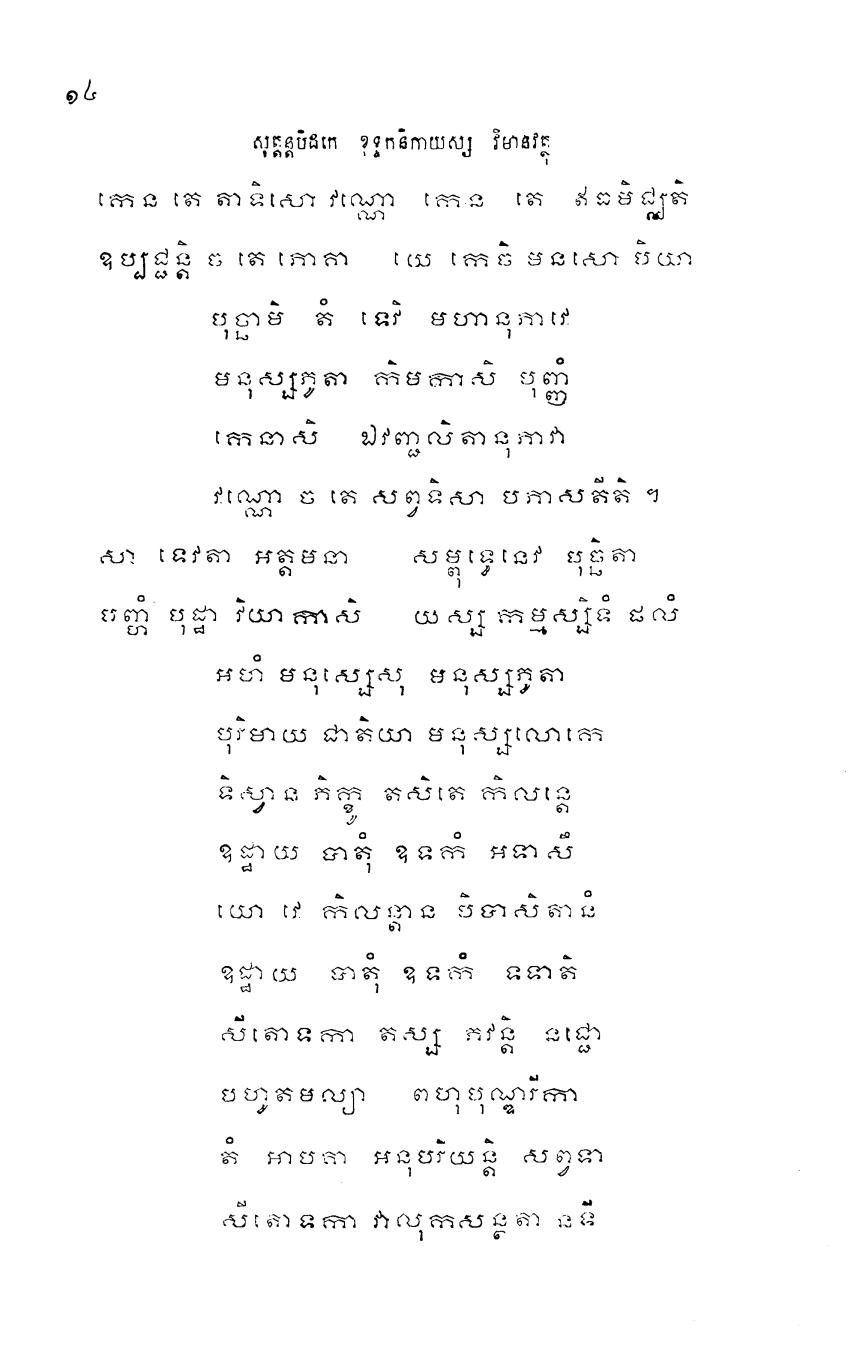 ១៤
សុត្តន្តបិដកេ ខុទ្ទកនិកាយស្ស វិមានវត្ថុ
កេន តេ តាទិសោ វណ្ណោ កេន តេ ឥធមិជ្ឈតិ
ឧប្បជ្ជន្តិ ច តេ ភោគា យេ កេចិ មនសោ បិយា
បុច្ឆាមិ តំ ទេវិ មហានុភាវេ
មនុស្សភូតា កិមកាសិ បុញ្ញំ
កេនាសិ ឯវញ្ជលិតានុភាវា
វណ្ណោ ច តេ សព្វទិសា បភាសតីតិ ។
សា ទេវតា អត្តមនា សម្ពុទ្ធេនេវ បុច្ឆិតា
បញ្ហំ បុដ្ឋា វិយាកាសិ យស្ស កម្មស្សិទំ ផលំ
អហំ មនុស្សេសុ មនុស្សភូតា
បុរិមាយ ជាតិយា មនុស្សលោកេ
ទិស្វាន ភិក្ខូ តសិតេ កិលន្តេ
ឧដ្ឋាយ បាតុំ ឧទកំ អទាសឹ
យោ វេ កិលន្តាន បិបាសិតានំ
ឧដ្ឋាយ បាតុំ ឧទកំ ទទាតិ
សីតោទកា តស្ស ភវន្តិ នជ្ជោ
បហូតមល្យា ពហុបុណ្ឌរីកា
តំ អាបគា អនុបរិយន្តិ សព្វទា
សីតោទកា វាលុកសន្ថតា នទី